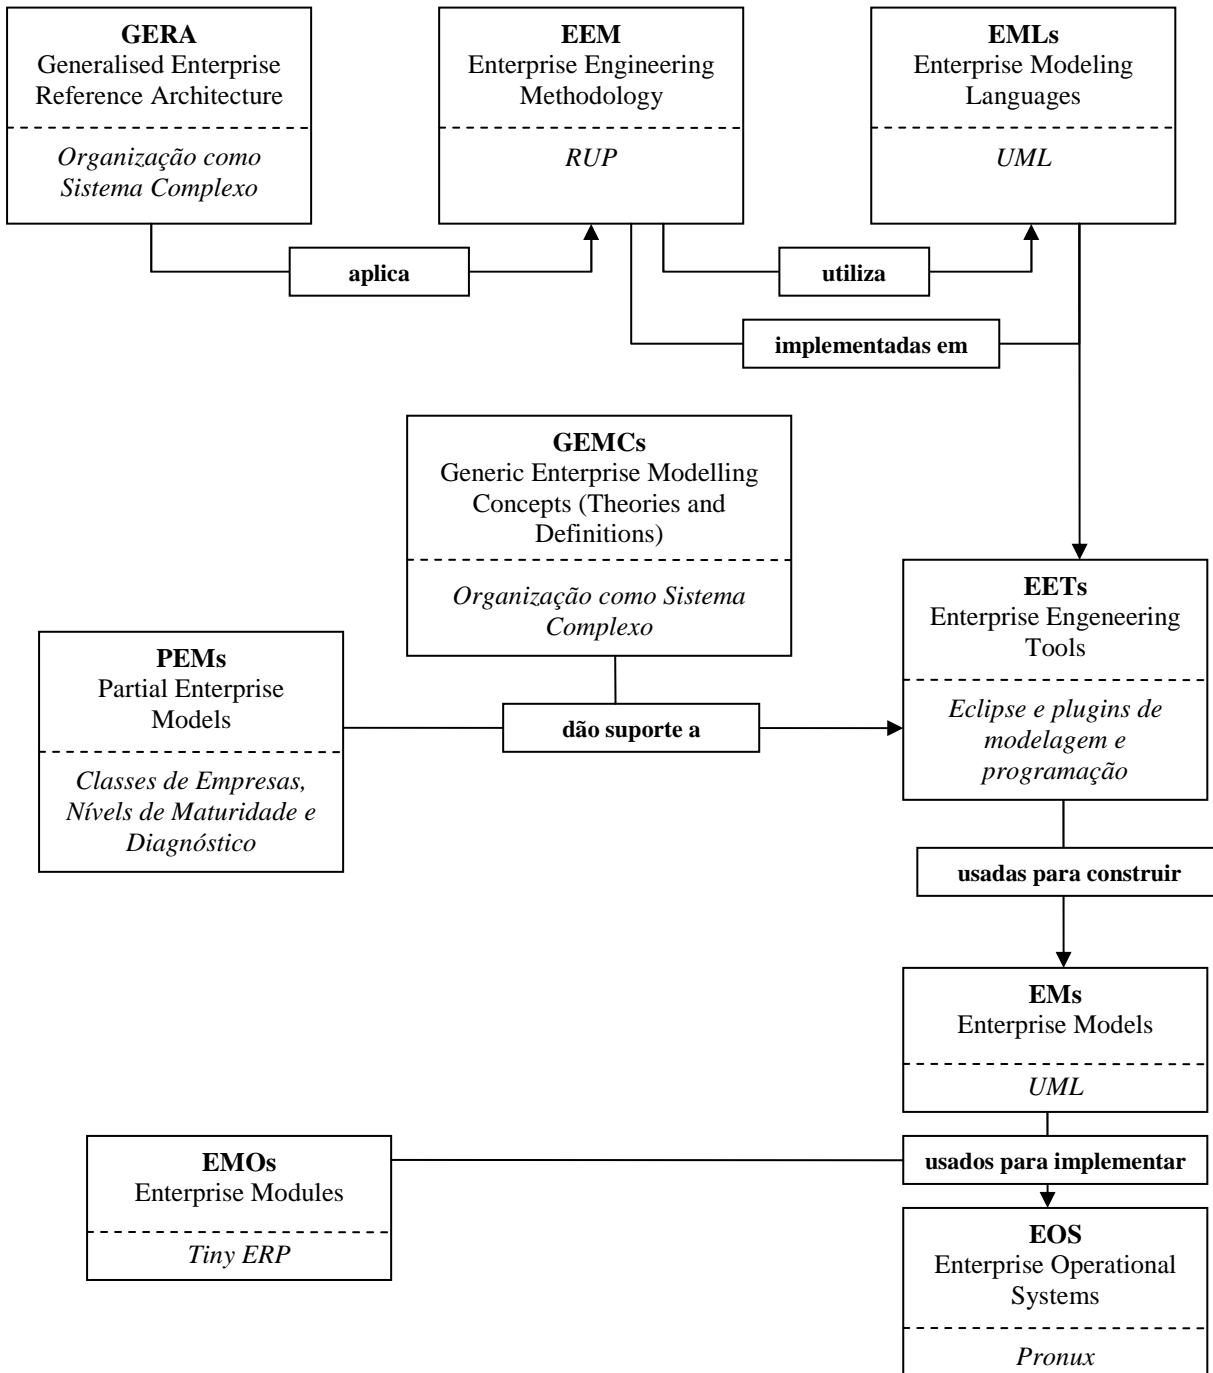 GERA
Generalised Enterprise
Reference Architecture
Organização como
Sistema Complexo
EEM
Enterprise Engineering
Methodology
RUP
EMLs
Enterprise Modeling
Languages
UML
aplica
utiliza
implementadas em
GEMCs
Generic Enterprise Modelling
Concepts (Theories and
Definitions)
Organização como Sistema
Complexo
PEMs
Partial Enterprise
Models
Classes de Empresas,
Nívels de Maturidade e
Diagnóstico
dão suporte a
EETs
Enterprise Engeneering
Tools
Eclipse e plugins de
modelagem e
programação
usadas para construir
EMs
Enterprise Models
UML
EMOs
Enterprise Modules
Tiny ERP
usados para implementar
EOS
Enterprise Operational
Systems
Pronux